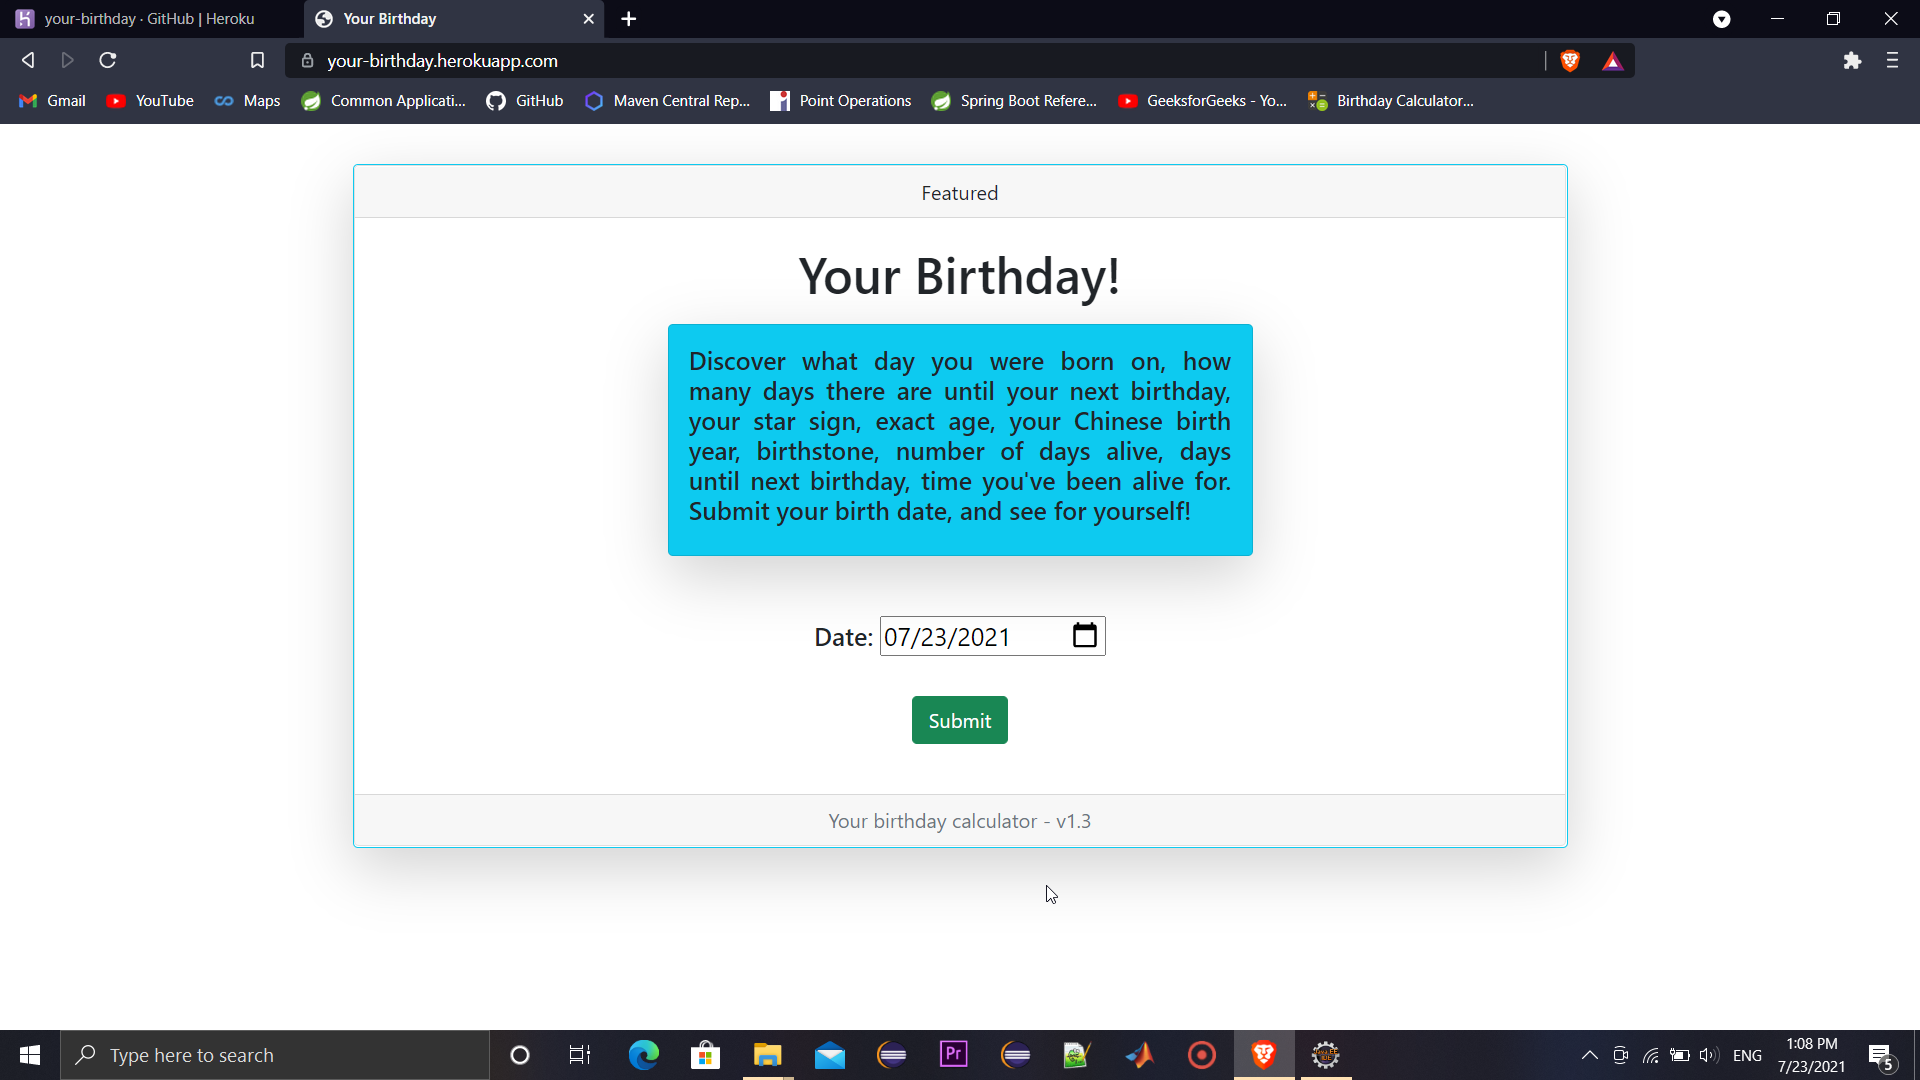 your-birthday · GitHub | Heroku
Your Birthday
your-birthday.herokuapp.com
Gmail
YouTube
Maps
Common Applicati...
GitHub
Maven Central Rep...
Point Operations
Spring Boot Refere...
GeeksforGeeks - Yo...
Birthday Calculator...
Featured
Your Birthday!
Discover what day you were born on, how
many days there are until your next birthday,
your star sign, exact age, your Chinese birth
year, birthstone, number of days alive, days
until next birthday, time you've been alive for.
Submit your birth date, and see for yourself!
Date: 07/23/2021
Submit
Your birthday calculator - v1.3
Type here to search
Pr
ENG
1:08 PM
7/23/2021
5